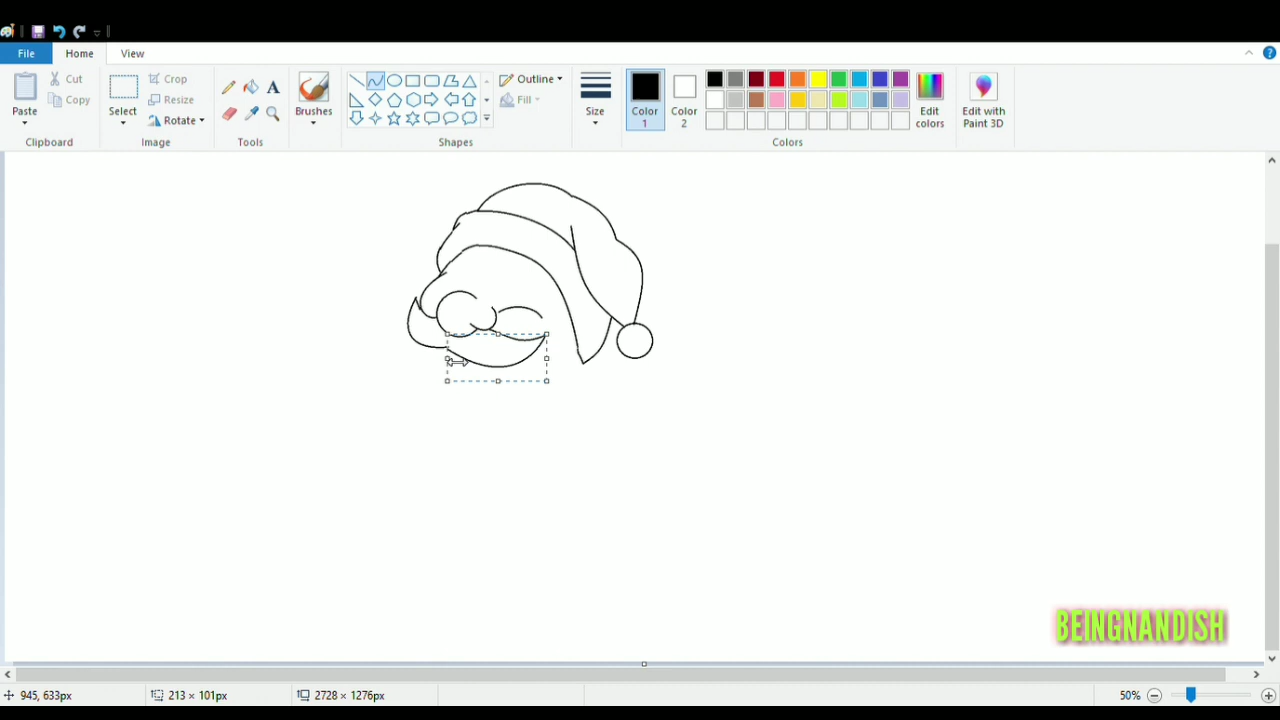 File Home View
Paste Cut Copy Clipboard
Select Crop Resize Rotate Image
Tools
Brushes
Outline Fill Shapes
Size
Color 1 Color 2 Edit colors Colors
Edit with Paint 3D
BEINGNANDISH
945, 633px 213 × 101px 2728 × 1276px 50%